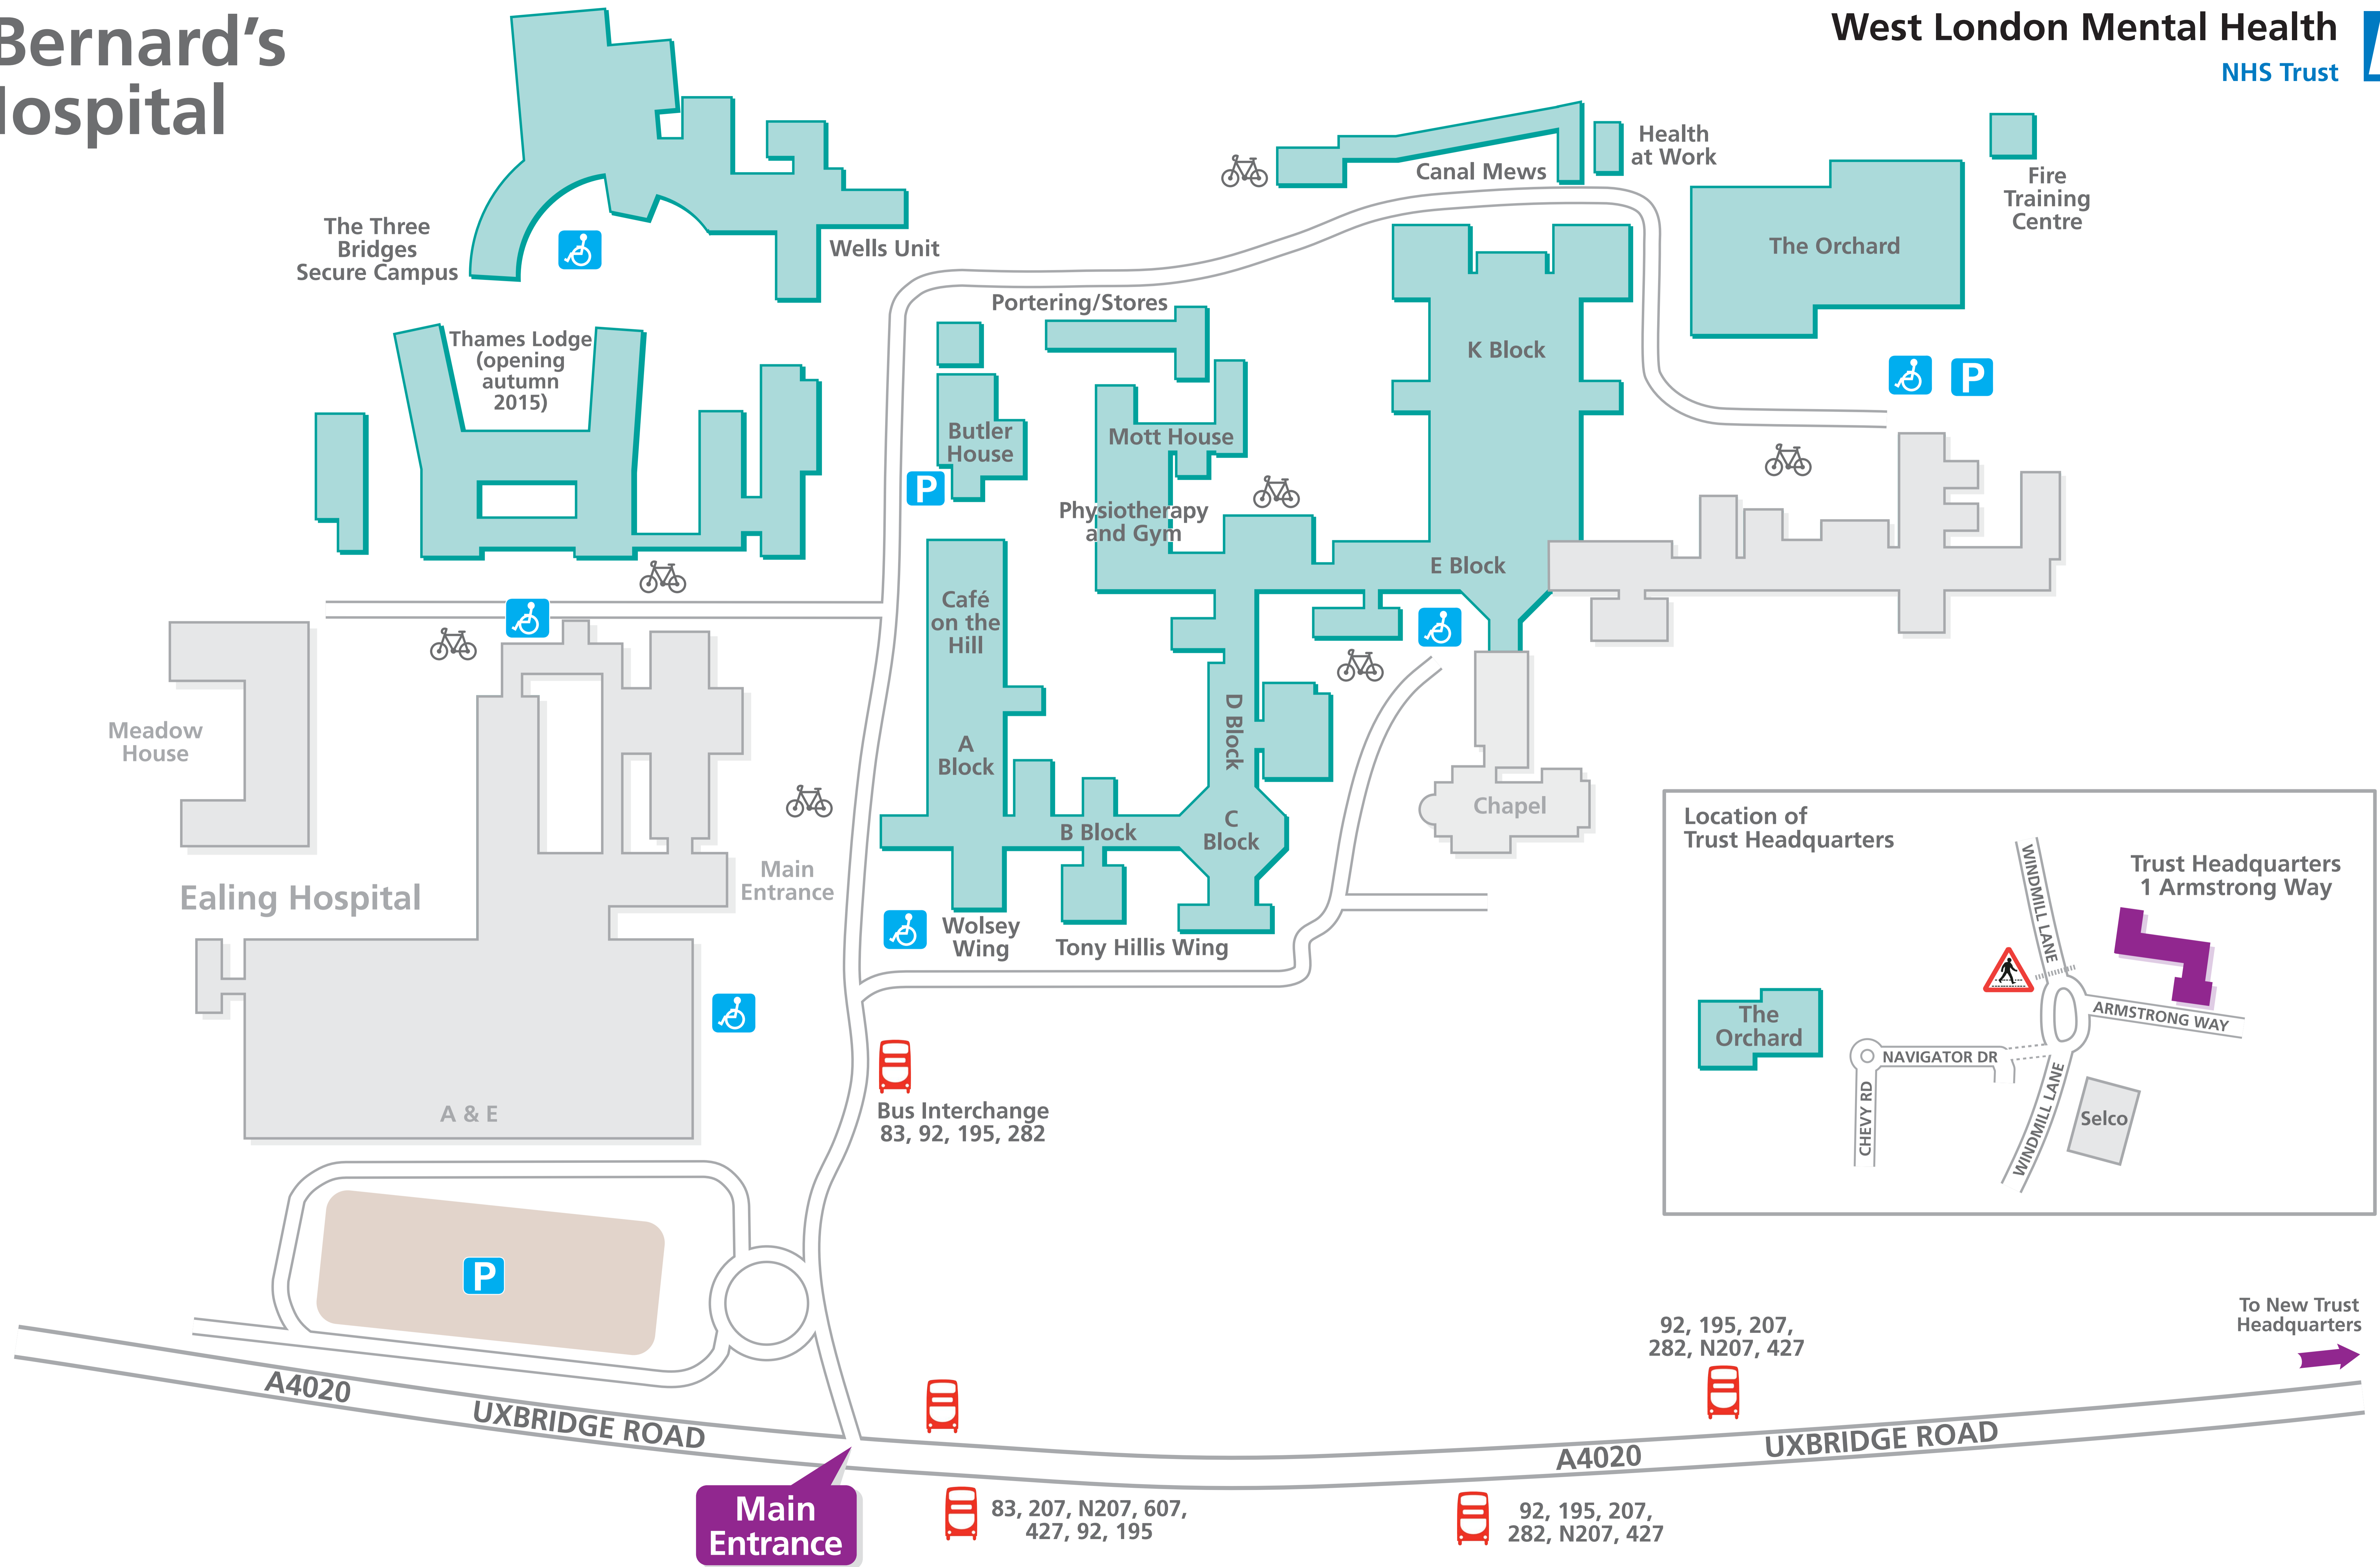 Bernard's
Hospital
West London Mental Health
NHS Trust
The Three
Bridges
Secure Campus
Wells Unit
Canal Mews
Health
at Work
Fire
Training
Centre
The Orchard
Thames Lodge
(opening
autumn
2015)
Portering/Stores
K Block
Butler
House
P
Mott House
P
Physiotherapy
and Gym
E Block
Café
on the
Hill
Meadow
House
A
Block
D Block
B Block
C
Block
Chapel
Main
Entrance
Ealing Hospital
Wolsey
Wing
Tony Hillis Wing
A & E
Bus Interchange
83, 92, 195, 282
Location of
Trust Headquarters
WINDMILL LANE
Trust Headquarters
1 Armstrong Way
The
Orchard
ARMSTRONG WAY
NAVIGATOR DR
CHEVY RD
WINDMILL LANE
Selco
P
92, 195, 207,
282, N207, 427
To New Trust
Headquarters
A4020
UXBRIDGE ROAD
A4020
UXBRIDGE ROAD
Main
Entrance
83, 207, N207, 607,
427, 92, 195
92, 195, 207,
282, N207, 427